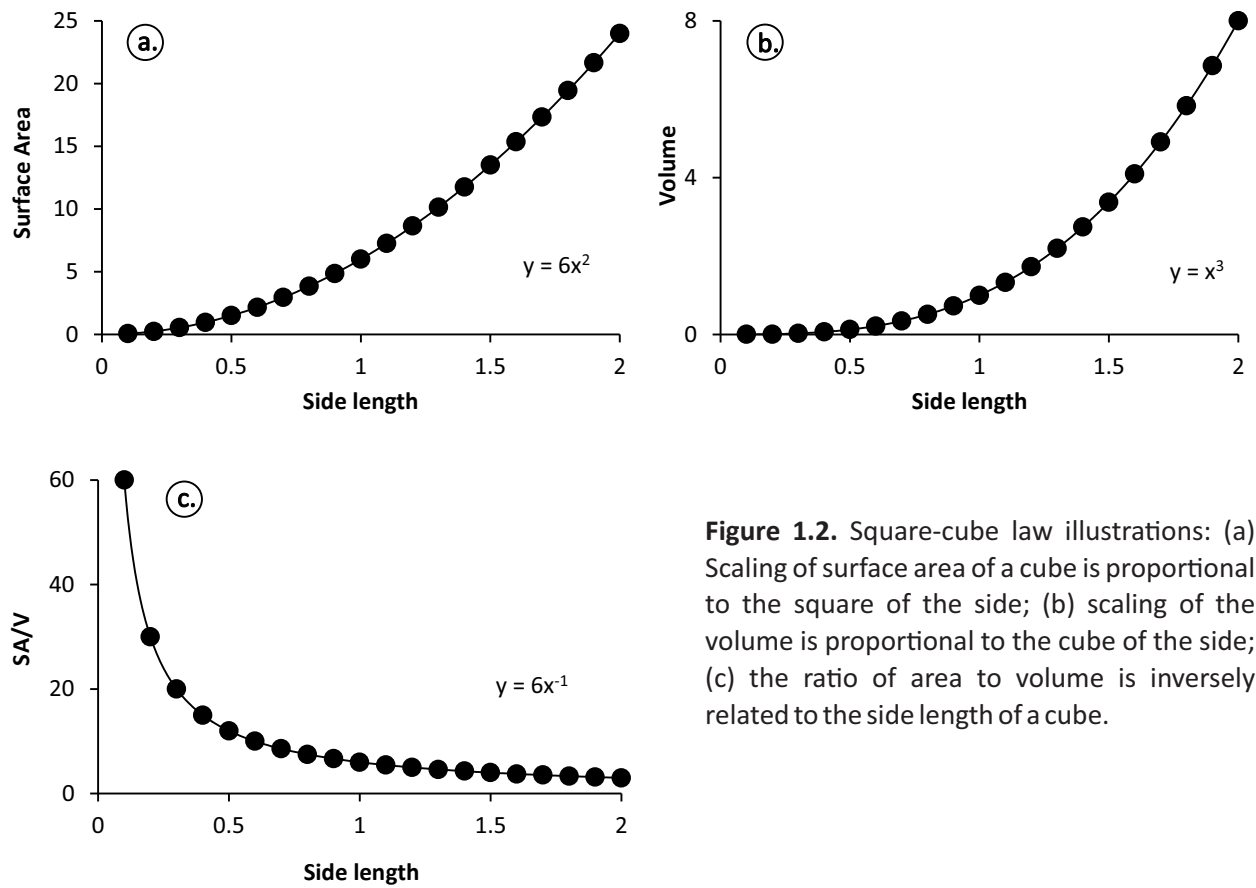 a.
25
20
15
10
5
0
Surface Area
y = 6x²
0 0.5 1 1.5 2
Side length
b.
8
4
0
Volume
y = x³
0 0.5 1 1.5 2
Side length
c.
60
40
20
0
SA/V
y = 6x⁻¹
0 0.5 1 1.5 2
Side length
Figure 1.2. Square-cube law illustrations: (a)
Scaling of surface area of a cube is proportional
to the square of the side; (b) scaling of the
volume is proportional to the cube of the side;
(c) the ratio of area to volume is inversely
related to the side length of a cube.